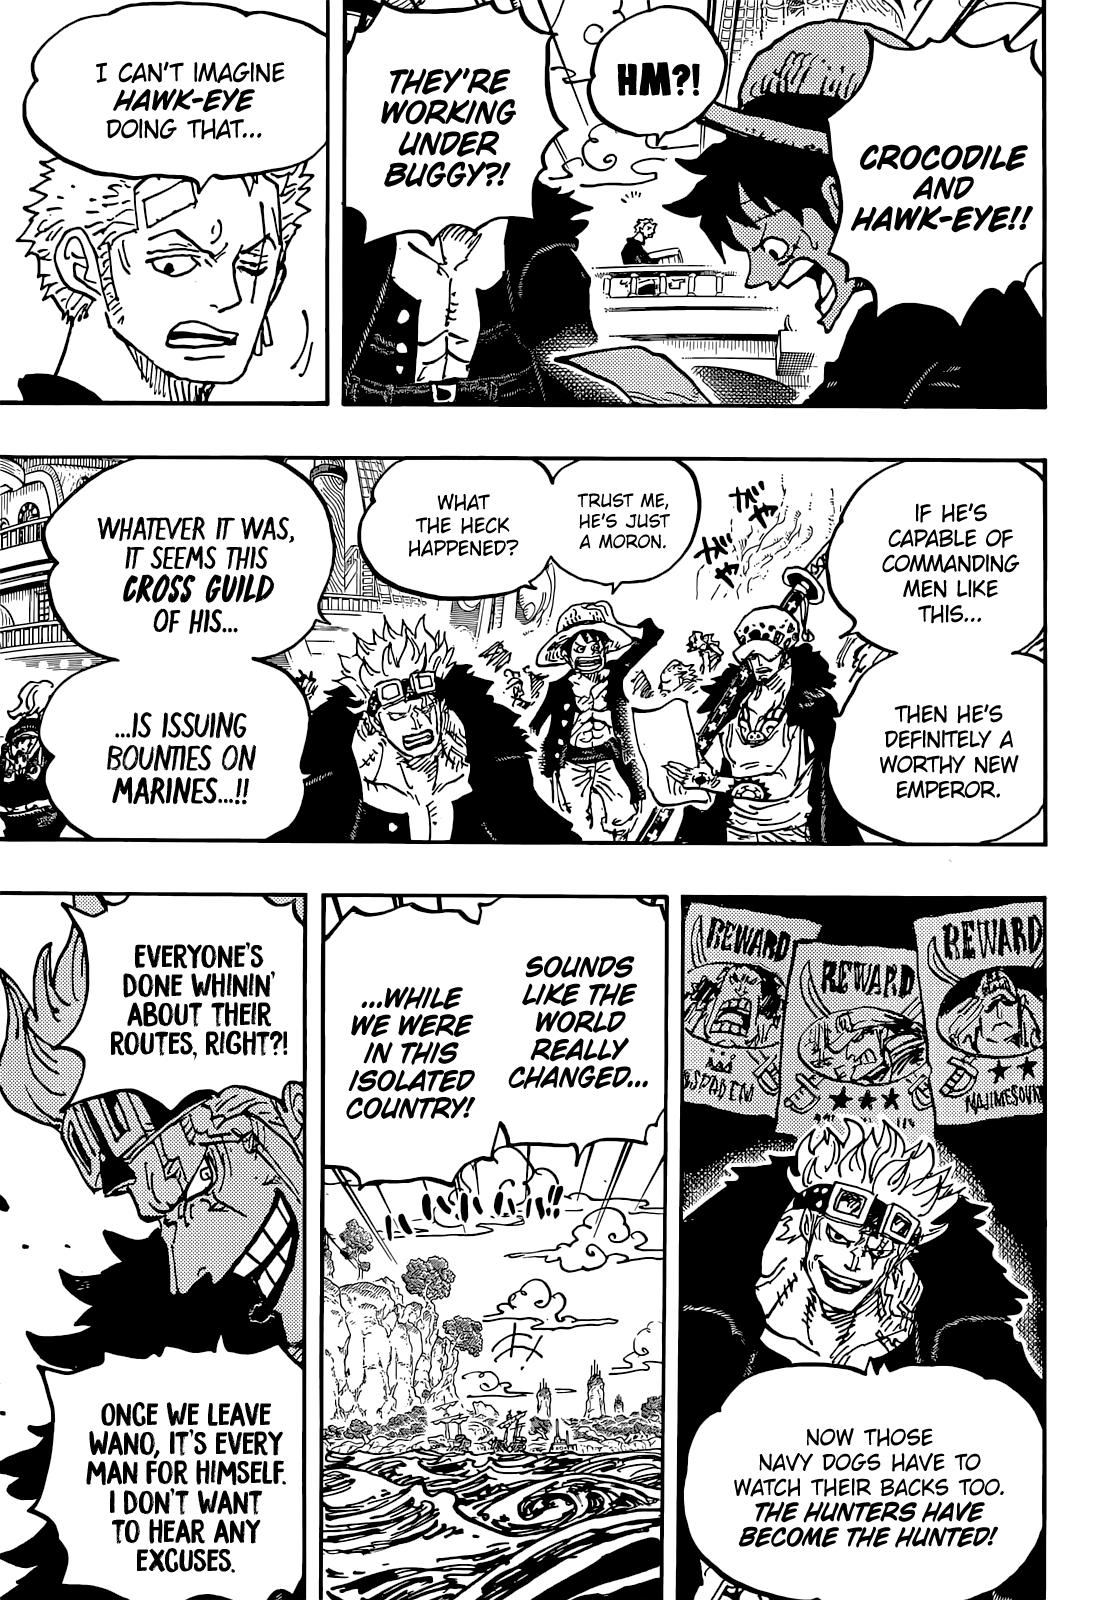 CROCODILE
AND
HAWK-EYE!!
HM?!
THEY'RE
WORKING
UNDER
BUGGY?!
I CAN'T IMAGINE
HAWK-EYE
DOING THAT...
IF HE'S
CAPABLE OF
COMMANDING
MEN LIKE
THIS...
THEN HE'S
DEFINITELY A
WORTHY NEW
EMPEROR.
ガヤ
ガヤ
TRUST ME,
HE'S JUST
A MORON.
WHAT
THE HECK
HAPPENED?
WHATEVER IT WAS,
IT SEEMS THIS
CROSS GUILD
OF HIS...
...IS ISSUING
BOUNTIES ON
MARINES...!!
REWARD
REWARD
REWARD
★★★
★★
NOW THOSE
NAVY DOGS HAVE TO
WATCH THEIR BACKS TOO.
THE HUNTERS HAVE
BECOME THE HUNTED!
SOUNDS
LIKE THE
WORLD
REALLY
CHANGED...
...WHILE
WE WERE
IN THIS
ISOLATED
COUNTRY!
EVERYONE'S
DONE WHININ'
ABOUT THEIR
ROUTES, RIGHT?!
ONCE WE LEAVE
WANO, IT'S EVERY
MAN FOR HIMSELF.
I DON'T WANT
TO HEAR ANY
EXCUSES.